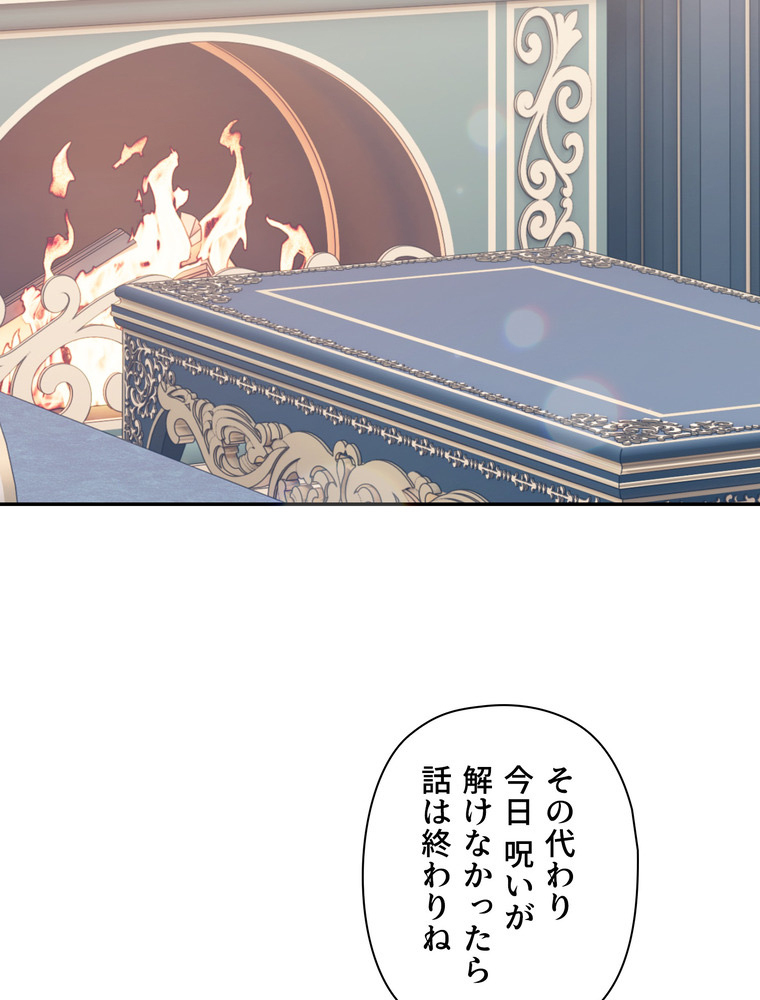 その代わり
今日 呪いが
解けなかったら
話は終わりね